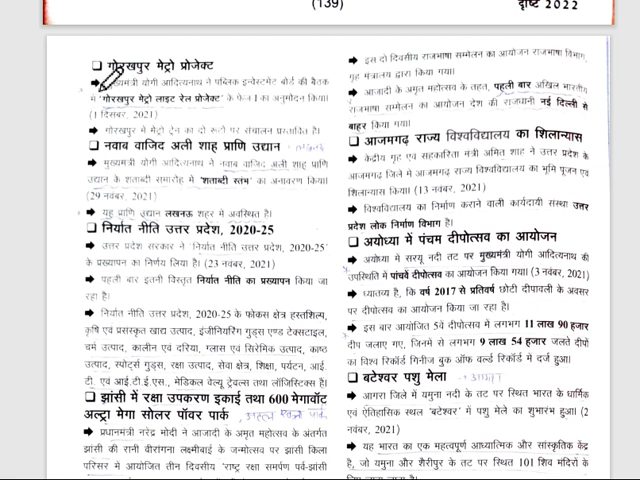 (139)
दृष्टि 2022
❑ गोरखपुर मेट्रो प्रोजेक्ट
मुख्यमंत्री योगी आदित्यनाथ ने पब्लिक इन्वेस्टमेंट बोर्ड की बैठक
में 'गोरखपुर मेट्रो लाइट रेल प्रोजेक्ट' के फेज I का अनुमोदन किया।
(1 दिसंबर, 2021)
➡ गोरखपुर में मेट्रो ट्रेन का दो रूटों पर संचालन प्रस्तावित है।
❑ नवाब वाजिद अली शाह प्राणि उद्यान
➡ मुख्यमंत्री योगी आदित्यनाथ ने नवाब वाजिद अली शाह प्राणि
उद्यान के शताब्दी समारोह में 'शताब्दी स्तंभ' का अनावरण किया।
(29 नवंबर, 2021)
➡ यह प्राणि उद्यान लखनऊ शहर में अवस्थित है।
❑ निर्यात नीति उत्तर प्रदेश, 2020-25
➡ उत्तर प्रदेश सरकार ने 'निर्यात नीति उत्तर प्रदेश, 2020-25'
के प्रख्यापन का निर्णय लिया है। (23 नवंबर, 2021)
➡ पहली बार इतनी विस्तृत निर्यात नीति का प्रख्यापन किया जा
रहा है।
➡ निर्यात नीति उत्तर प्रदेश, 2020-25 के फोकस क्षेत्र हस्तशिल्प,
कृषि एवं प्रसंस्कृत खाद्य उत्पाद, इंजीनियरिंग गुड्स एण्ड टेक्सटाइल,
चर्म उत्पाद, कालीन एवं दरियां, ग्लास एवं सिरेमिक उत्पाद, काष्ठ
उत्पाद, स्पोर्ट्स गुड्स, रक्षा उत्पाद, सेवा क्षेत्र, शिक्षा, पर्यटन, आई.
टी. एवं आई.टी.ई.एस., मेडिकल वैल्यू ट्रेवल्स तथा लॉजिस्टिक्स हैं।
❑ झांसी में रक्षा उपकरण इकाई तथा 600 मेगावॉट
अल्ट्रा मेगा सोलर पॉवर पार्क
➡ प्रधानमंत्री नरेंद्र मोदी ने आजादी के अमृत महोत्सव के अंतर्गत
झांसी की रानी वीरांगना लक्ष्मीबाई के जन्मोत्सव पर झांसी किला
परिसर में आयोजित तीन दिवसीय 'राष्ट्र रक्षा समर्पण पर्व-झांसी
➡ इस दो दिवसीय राजभाषा सम्मेलन का आयोजन राजभाषा विभाग,
गृह मंत्रालय द्वारा किया गया।
➡ आजादी के अमृत महोत्सव के तहत, पहली बार अखिल भारतीय
राजभाषा सम्मेलन का आयोजन देश की राजधानी नई दिल्ली से
बाहर किया गया।
❑ आजमगढ़ राज्य विश्वविद्यालय का शिलान्यास
➡ केंद्रीय गृह एवं सहकारिता मंत्री अमित शाह ने उत्तर प्रदेश के
आजमगढ़ जिले में आजमगढ़ राज्य विश्वविद्यालय का भूमि पूजन एवं
शिलान्यास किया। (13 नवंबर, 2021)
➡ विश्वविद्यालय का निर्माण कराने वाली कार्यदायी संस्था उत्तर
प्रदेश लोक निर्माण विभाग है।
❑ अयोध्या में पंचम दीपोत्सव का आयोजन
➡ अयोध्या में सरयू नदी तट पर मुख्यमंत्री योगी आदित्यनाथ की
उपस्थिति में पांचवें दीपोत्सव का आयोजन किया गया। (3 नवंबर, 2021)
➡ ध्यातव्य है, कि वर्ष 2017 से प्रतिवर्ष छोटी दीपावली के अवसर
पर दीपोत्सव का आयोजन किया जा रहा है।
➡ इस बार आयोजित 5वें दीपोत्सव में लगभग 11 लाख 90 हजार
दीप जलाए गए, जिनमें से लगभग 9 लाख 54 हजार जलते दीपों
का विश्व रिकॉर्ड गिनीज बुक ऑफ वर्ल्ड रिकॉर्ड में दर्ज हुआ।
❑ बटेश्वर पशु मेला
➡ आगरा जिले में यमुना नदी के तट पर स्थित भारत के धार्मिक
एवं ऐतिहासिक स्थल 'बटेश्वर' में पशु मेला का शुभारंभ हुआ। (2
नवंबर, 2021)
➡ यह भारत का एक महत्वपूर्ण आध्यात्मिक और सांस्कृतिक केंद्र
है, जो यमुना और शौरीपुर के तट पर स्थित 101 शिव मंदिरों के